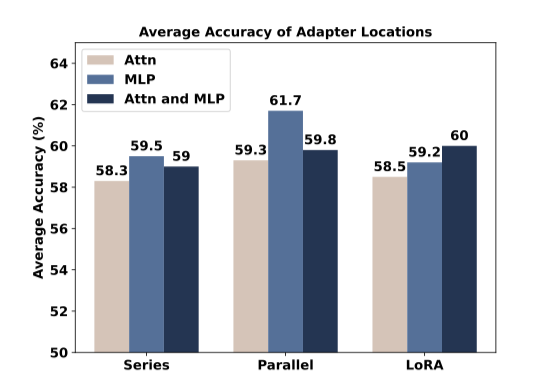 Average Accuracy of Adapter Locations
Average Accuracy (%)
64
62
60
58
56
54
52
50
Attn
MLP
Attn and MLP
58.3
59.5
59
59.3
61.7
59.8
58.5
59.2
60
Series
Parallel
LoRA